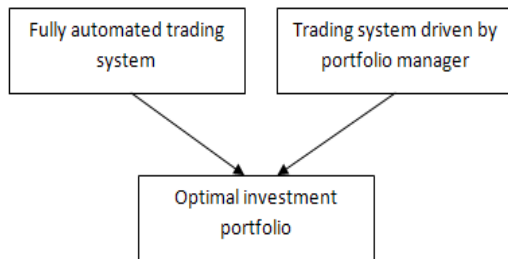 Fully automated trading
system
Trading system driven by
portfolio manager
Optimal investment
portfolio